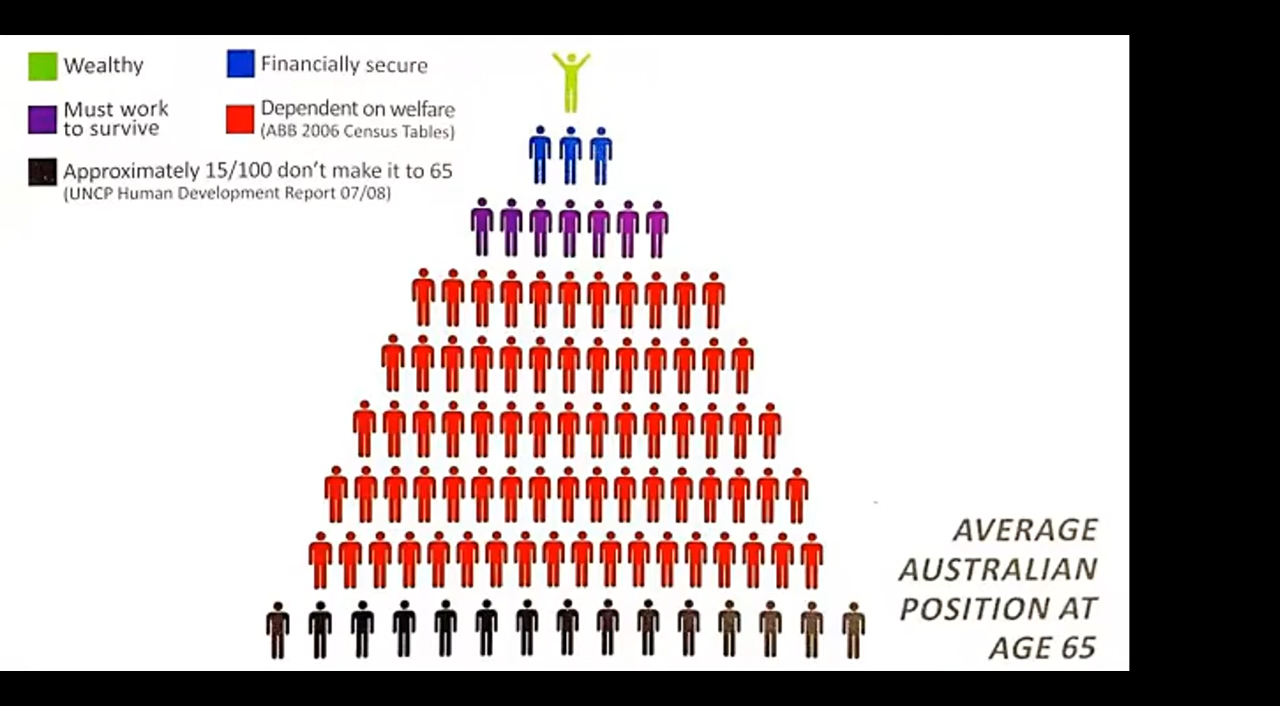 Wealthy
Financially secure
Must work
to survive
Dependent on welfare
(ABB 2006 Census Tables)
Approximately 15/100 don't make it to 65
(UNCP Human Development Report 07/08)
AVERAGE
AUSTRALIAN
POSITION AT
AGE 65